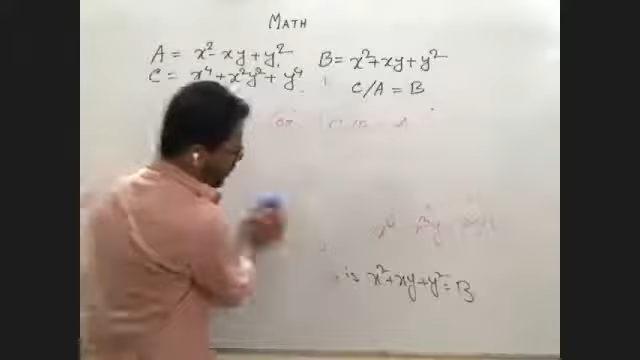 MATH
A = x² - xy + y² B = x² + xy + y²
C = x⁴ + x²y² + y⁴ C/A = B
is x² + xy + y² = B